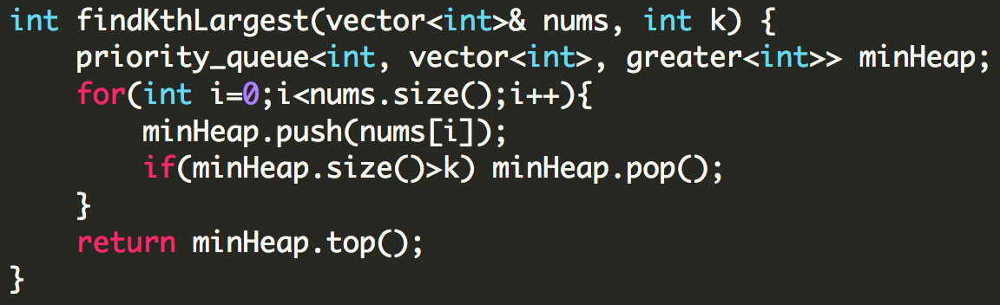 int findKthLargest(vector<int>& nums, int k) {
    priority_queue<int, vector<int>, greater<int>> minHeap;
    for(int i=0;i<nums.size();i++){
        minHeap.push(nums[i]);
        if(minHeap.size()>k) minHeap.pop();
    }
    return minHeap.top();
}